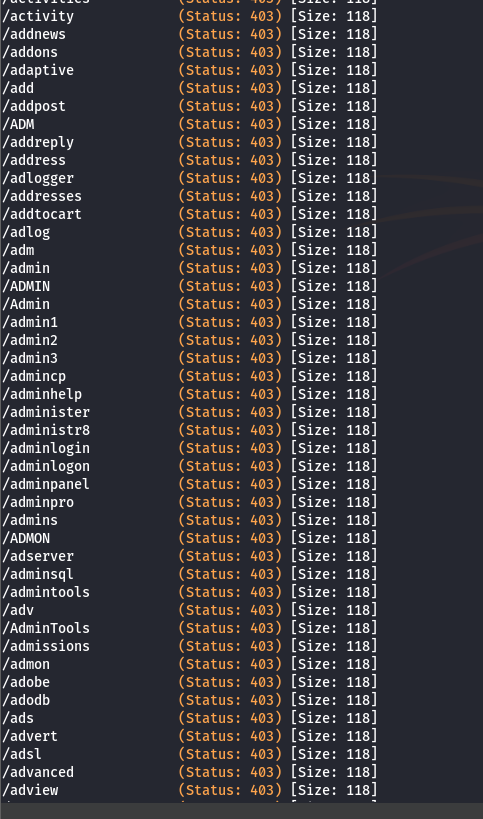 /activities (Status: 403) [Size: 118]
/activity (Status: 403) [Size: 118]
/addnews (Status: 403) [Size: 118]
/addons (Status: 403) [Size: 118]
/adaptive (Status: 403) [Size: 118]
/add (Status: 403) [Size: 118]
/addpost (Status: 403) [Size: 118]
/ADM (Status: 403) [Size: 118]
/addreply (Status: 403) [Size: 118]
/address (Status: 403) [Size: 118]
/adlogger (Status: 403) [Size: 118]
/addresses (Status: 403) [Size: 118]
/addtocart (Status: 403) [Size: 118]
/adlog (Status: 403) [Size: 118]
/adm (Status: 403) [Size: 118]
/admin (Status: 403) [Size: 118]
/ADMIN (Status: 403) [Size: 118]
/Admin (Status: 403) [Size: 118]
/admin1 (Status: 403) [Size: 118]
/admin2 (Status: 403) [Size: 118]
/admin3 (Status: 403) [Size: 118]
/admincp (Status: 403) [Size: 118]
/adminhelp (Status: 403) [Size: 118]
/administer (Status: 403) [Size: 118]
/administr8 (Status: 403) [Size: 118]
/adminlogin (Status: 403) [Size: 118]
/adminlogon (Status: 403) [Size: 118]
/adminpanel (Status: 403) [Size: 118]
/adminpro (Status: 403) [Size: 118]
/admins (Status: 403) [Size: 118]
/ADMON (Status: 403) [Size: 118]
/adserver (Status: 403) [Size: 118]
/adminsql (Status: 403) [Size: 118]
/admintools (Status: 403) [Size: 118]
/adv (Status: 403) [Size: 118]
/AdminTools (Status: 403) [Size: 118]
/admissions (Status: 403) [Size: 118]
/admon (Status: 403) [Size: 118]
/adobe (Status: 403) [Size: 118]
/adodb (Status: 403) [Size: 118]
/ads (Status: 403) [Size: 118]
/advert (Status: 403) [Size: 118]
/adsl (Status: 403) [Size: 118]
/advanced (Status: 403) [Size: 118]
/adview (Status: 403) [Size: 118]